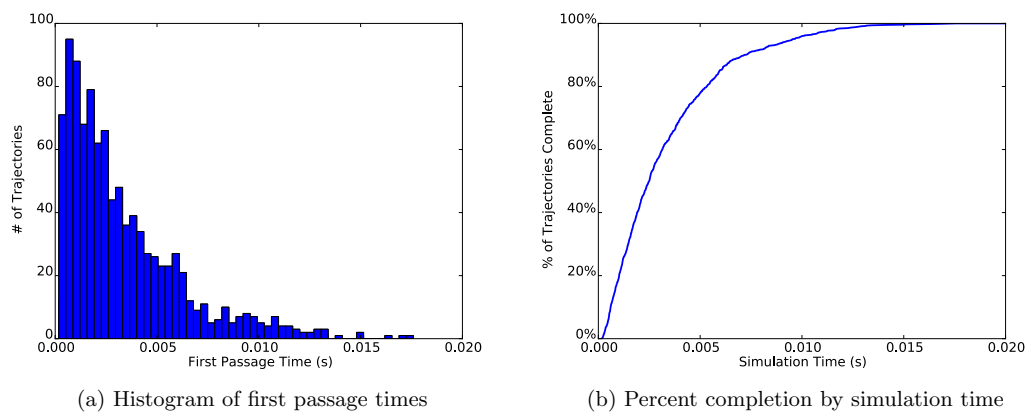 100
80
60
40
20
0
# of Trajectories
0.000 0.005 0.010 0.015 0.020
First Passage Time (s)
(a) Histogram of first passage times
100%
80%
60%
40%
20%
0%
% of Trajectories Complete
0.000 0.005 0.010 0.015 0.020
Simulation Time (s)
(b) Percent completion by simulation time